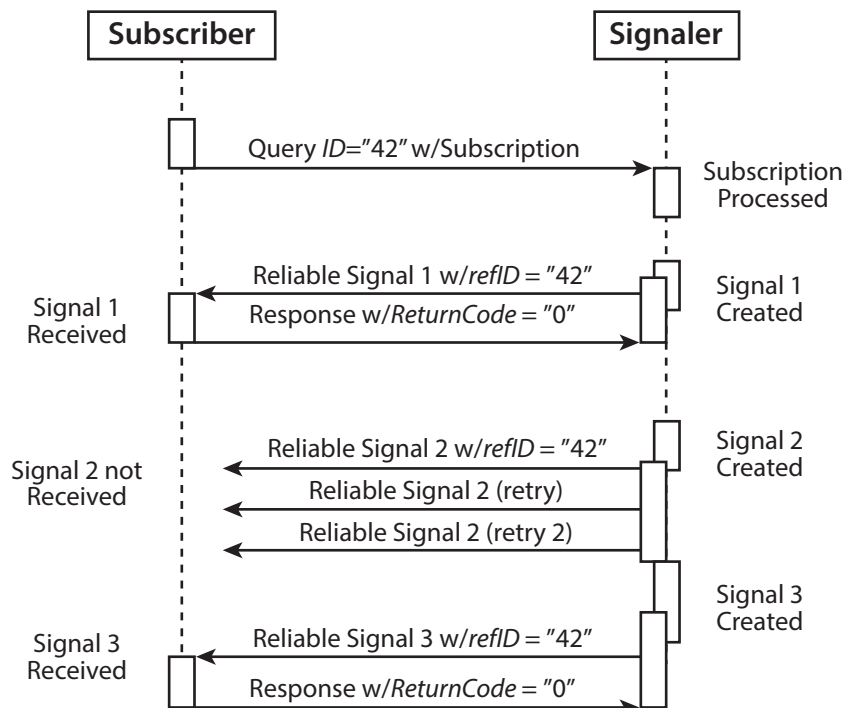 Subscriber
Signaler
Query ID=”42” w/Subscription
Subscription
Processed
Reliable Signal 1 w/refID = ”42”
Signal 1
Received
Response w/ReturnCode = ”0”
Signal 1
Created
Reliable Signal 2 w/refID = ”42”
Signal 2
Created
Signal 2 not
Received
Reliable Signal 2 (retry)
Reliable Signal 2 (retry 2)
Signal 3
Created
Reliable Signal 3 w/refID = ”42”
Signal 3
Received
Response w/ReturnCode = ”0”